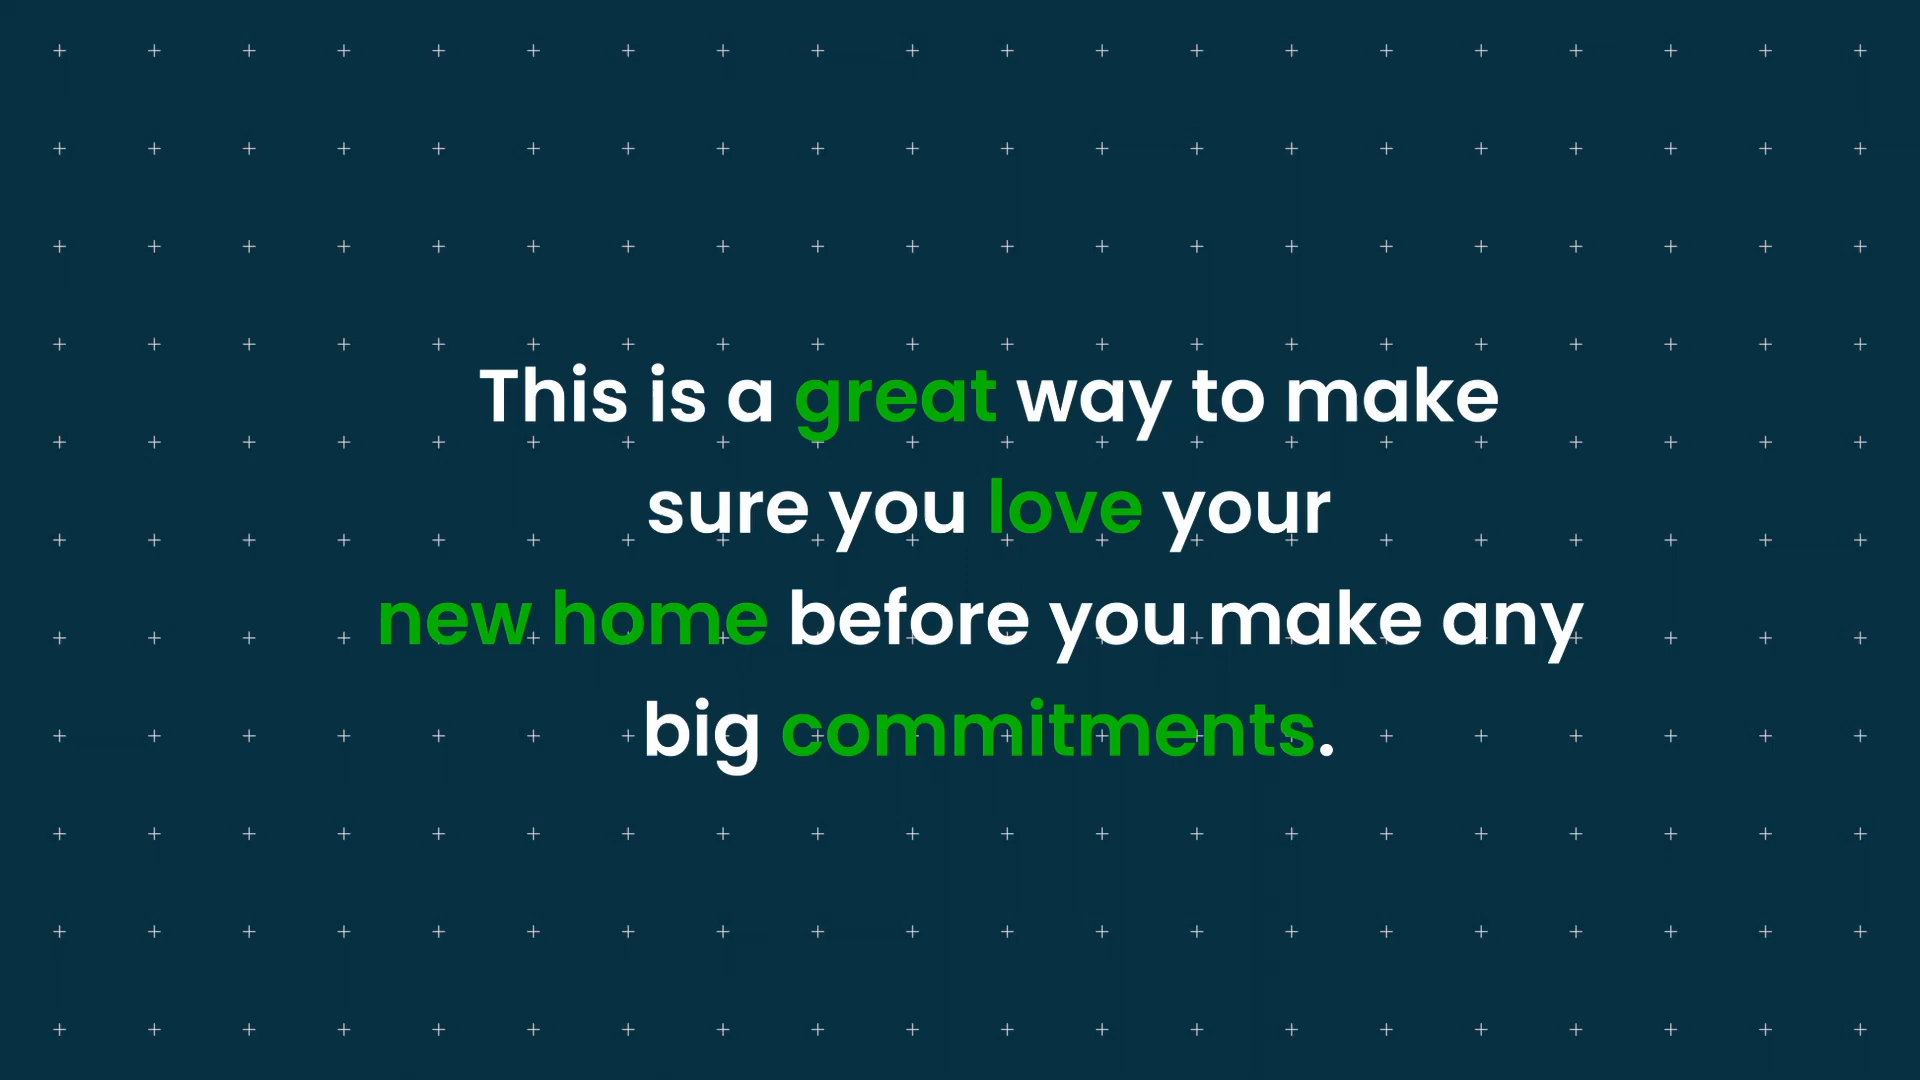 This is a great way to make
sure you love your
new home before you make any
big commitments.